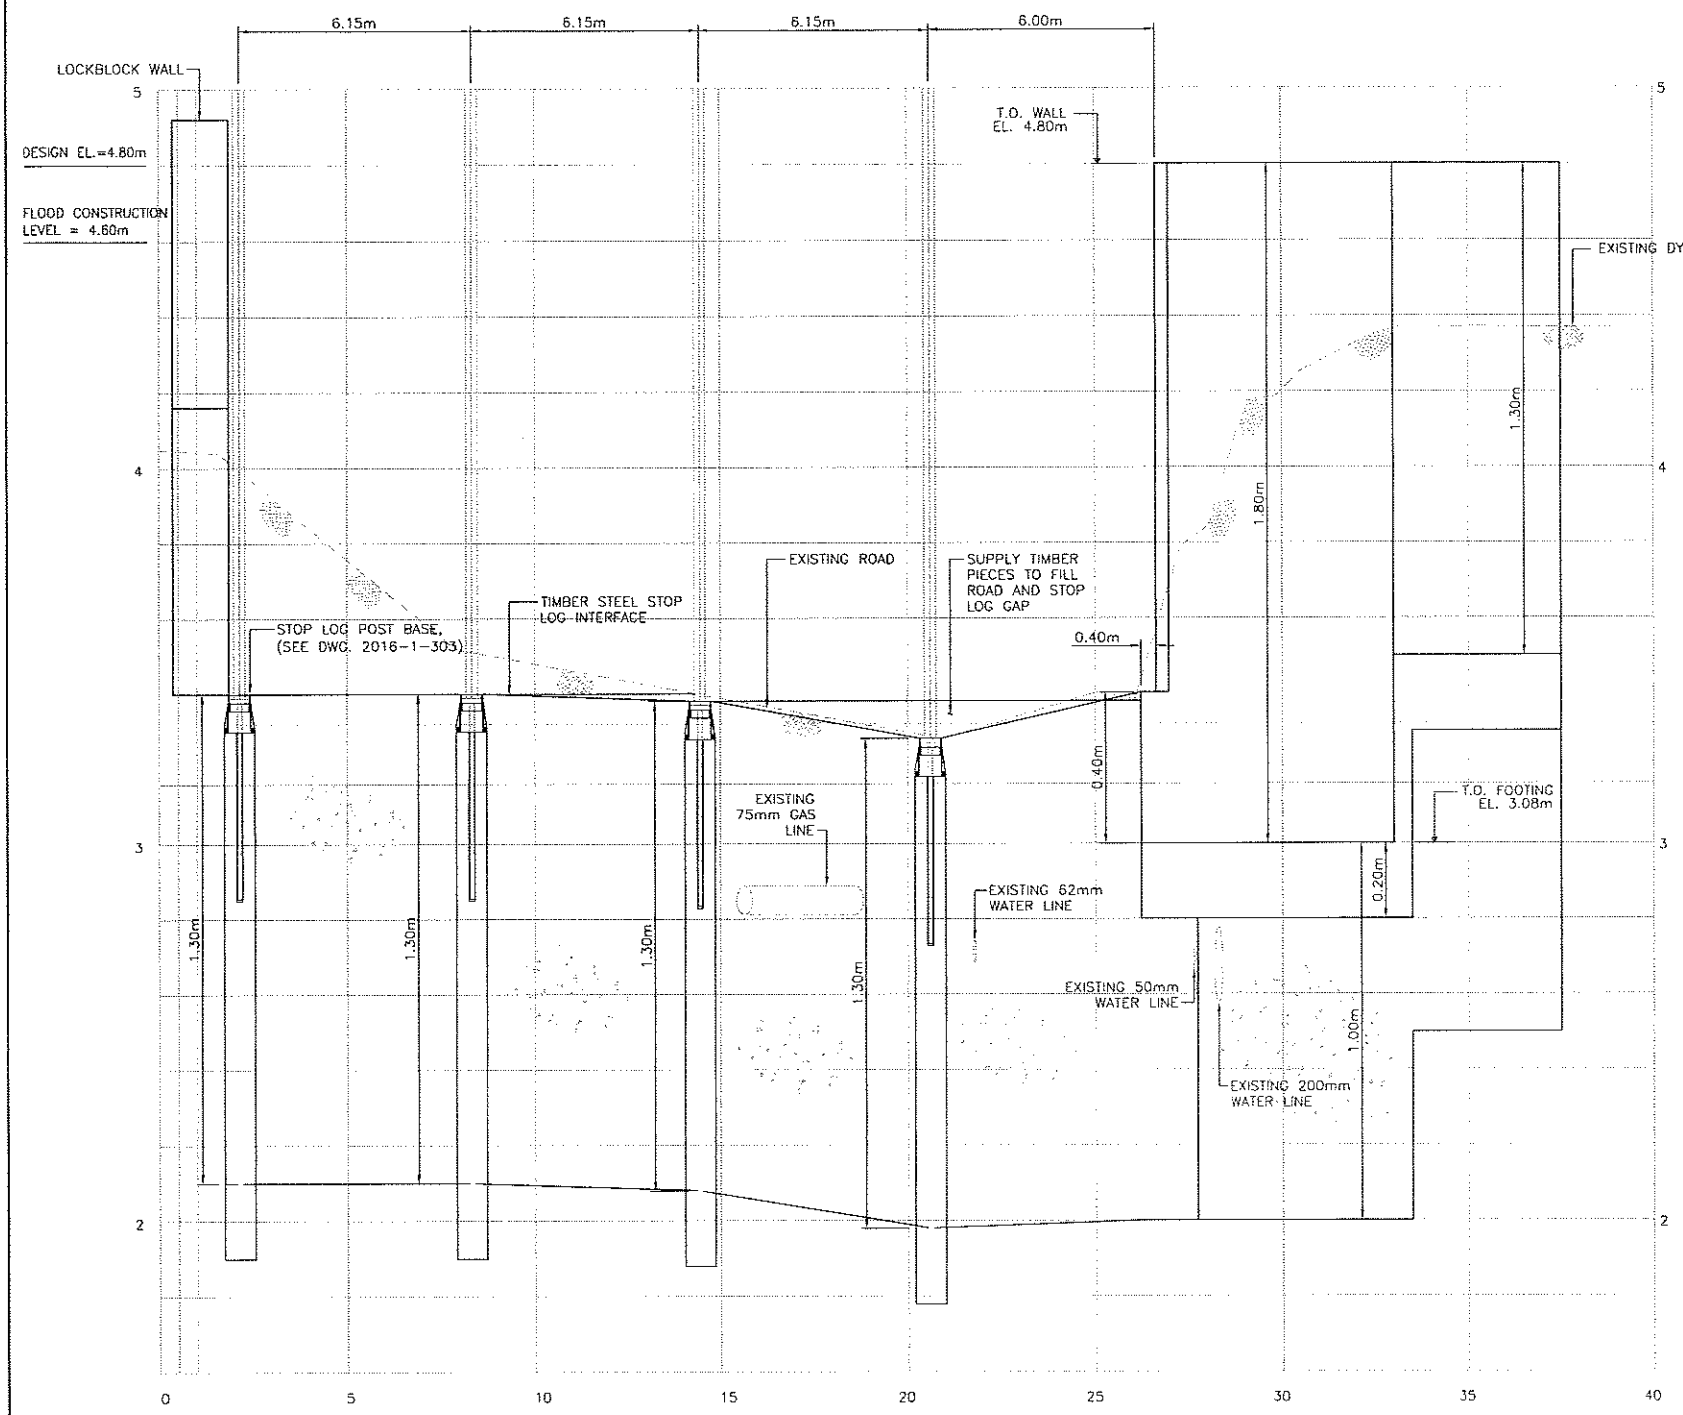 6.15m 6.15m 6.15m 6.00m
LOCKBLOCK WALL
5 5
T.O. WALL
EL. 4.80m
DESIGN EL.=4.80m
FLOOD CONSTRUCTION
LEVEL = 4.60m
EXISTING DY
1.30m
4 4
1.80m
EXISTING ROAD
SUPPLY TIMBER
PIECES TO FILL
ROAD AND STOP
LOG GAP
TIMBER STEEL STOP
LOG INTERFACE
STOP LOG POST BASE,
(SEE DWG. 2016-1-303)
0.40m
0.40m
EXISTING
75mm GAS
LINE
T.O. FOOTING
EL. 3.08m
3 3
0.20m
EXISTING 62mm
WATER LINE
1.30m 1.30m 1.30m 1.30m
EXISTING 50mm
WATER LINE
1.00m
EXISTING 200mm
WATER LINE
2 2
0 5 10 15 20 25 30 35 40